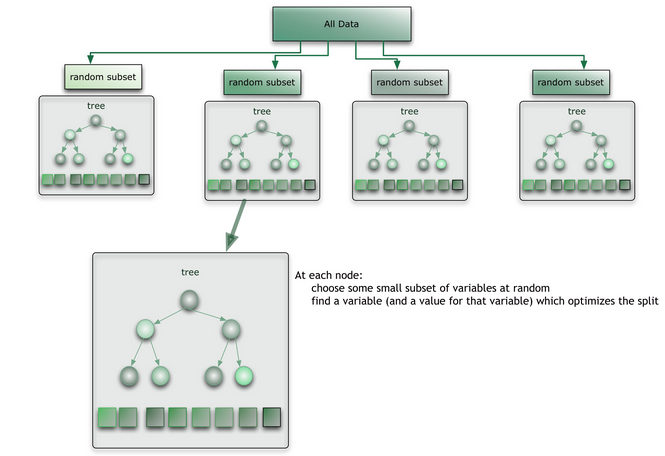 All Data
random subset
random subset
random subset
random subset
tree
tree
tree
tree
tree
At each node:
choose some small subset of variables at random
find a variable (and a value for that variable) which optimizes the split